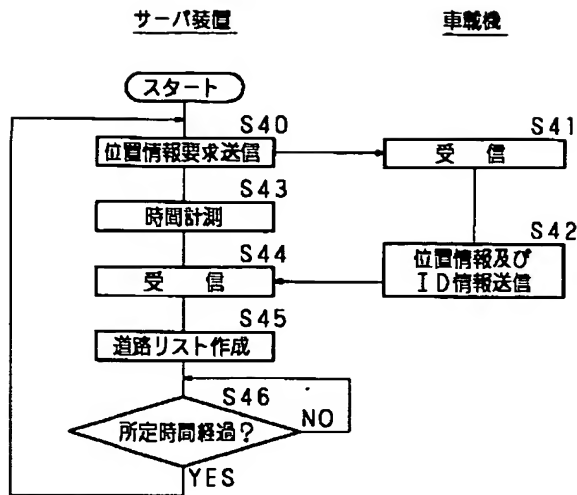 サーバ装置
車載機
スタート
S40
位置情報要求送信
S41
受 信
S43
時間計測
S42
位置情報及び
ID情報送信
S44
受 信
S45
道路リスト作成
S46
所定時間経過?
NO
YES